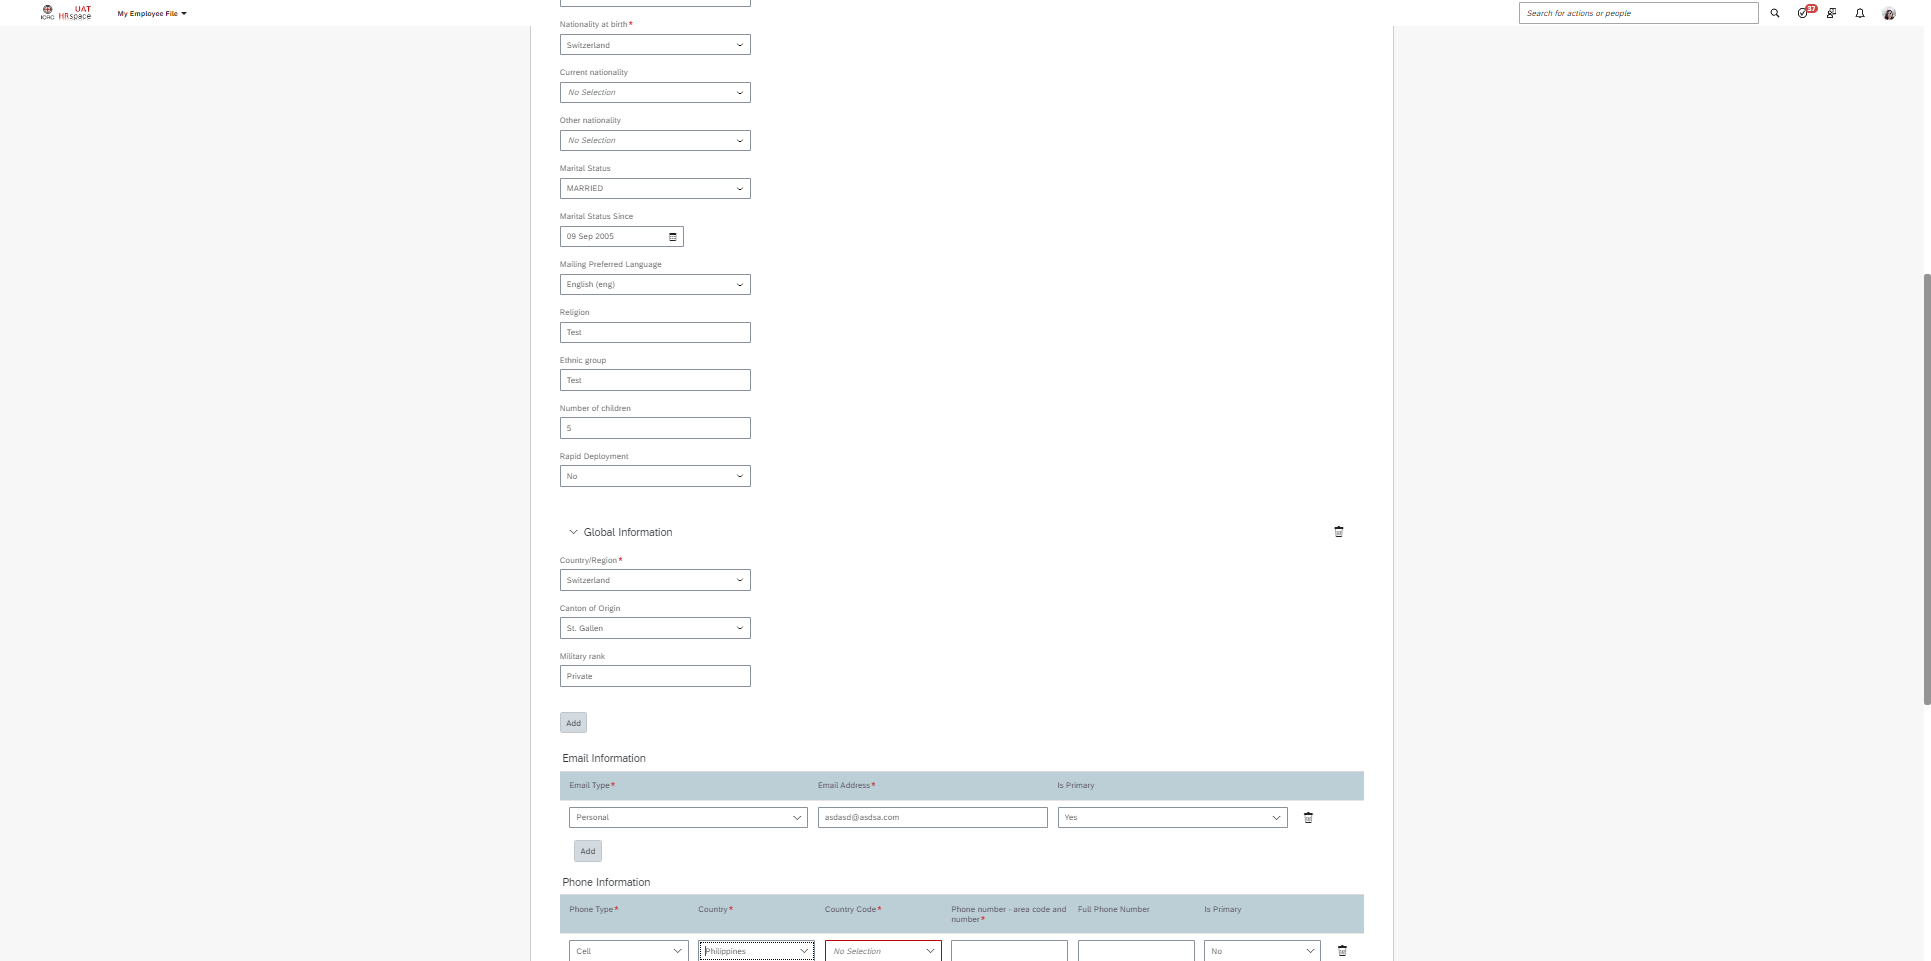 ICRC
UAT
HRspace
My Employee File
Search for actions or people
37
Nationality at birth*
Switzerland
Current nationality
No Selection
Other nationality
No Selection
Marital Status
MARRIED
Marital Status Since
09 Sep 2005
Mailing Preferred Language
English (eng)
Religion
Test
Ethnic group
Test
Number of children
5
Rapid Deployment
No
Global Information
Country/Region*
Switzerland
Canton of Origin
St. Gallen
Military rank
Private
Add
Email Information
Email Type* Email Address* Is Primary
Personal asdasd@asdsa.com Yes
Add
Phone Information
Phone Type* Country* Country Code* Phone number - area code and number* Full Phone Number Is Primary
Cell Philippines No Selection No